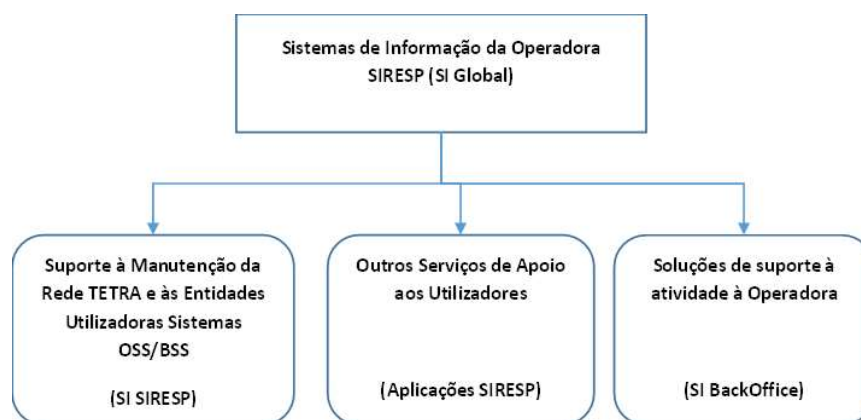 Sistemas de Informação da Operadora
SIRESP (SI Global)
Suporte à Manutenção da
Rede TETRA e às Entidades
Utilizadoras Sistemas
OSS/BSS
(SI SIRESP)
Outros Serviços de Apoio
aos Utilizadores
(Aplicações SIRESP)
Soluções de suporte à
atividade à Operadora
(SI BackOffice)